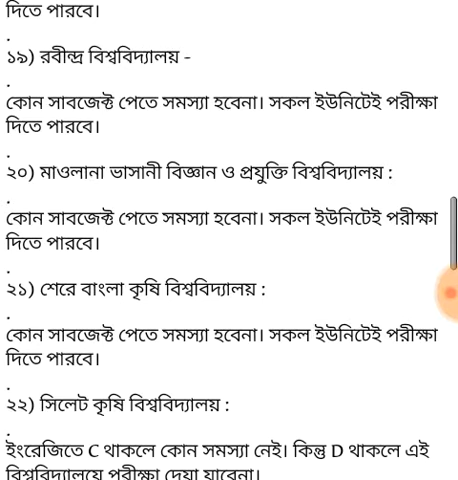 দিতে পারবে।
.
১৯) রবীন্দ্র বিশ্ববিদ্যালয় -
.
কোন সাবজেক্ট পেতে সমস্যা হবেনা। সকল ইউনিটেই পরীক্ষা
দিতে পারবে।
.
২০) মাওলানা ভাসানী বিজ্ঞান ও প্রযুক্তি বিশ্ববিদ্যালয় :
.
কোন সাবজেক্ট পেতে সমস্যা হবেনা। সকল ইউনিটেই পরীক্ষা
দিতে পারবে।
.
২১) শেরে বাংলা কৃষি বিশ্ববিদ্যালয় :
.
কোন সাবজেক্ট পেতে সমস্যা হবেনা। সকল ইউনিটেই পরীক্ষা
দিতে পারবে।
.
২২) সিলেট কৃষি বিশ্ববিদ্যালয় :
.
ইংরেজিতে C থাকলে কোন সমস্যা নেই। কিন্তু D থাকলে এই
বিশ্ববিদ্যালয়ে পরীক্ষা দেয়া যাবেনা।